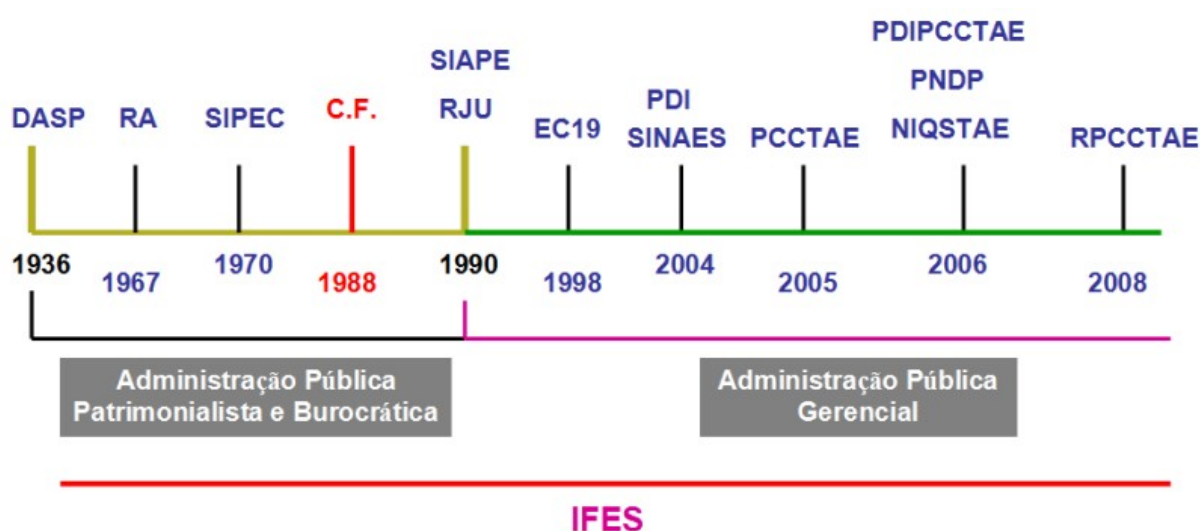 PDIPCCTAE
SIAPE
PNDP
DASP
RA
SIPEC
C.F.
RJU
EC19
PDI
SINAES
PCCTAE
NIQSTAE
RPCCTAE
1936
1967
1970
1988
1990
1998
2004
2005
2006
2008
Administração Pública
Patrimonialista e Burocrática
Administração Pública
Gerencial
IFES